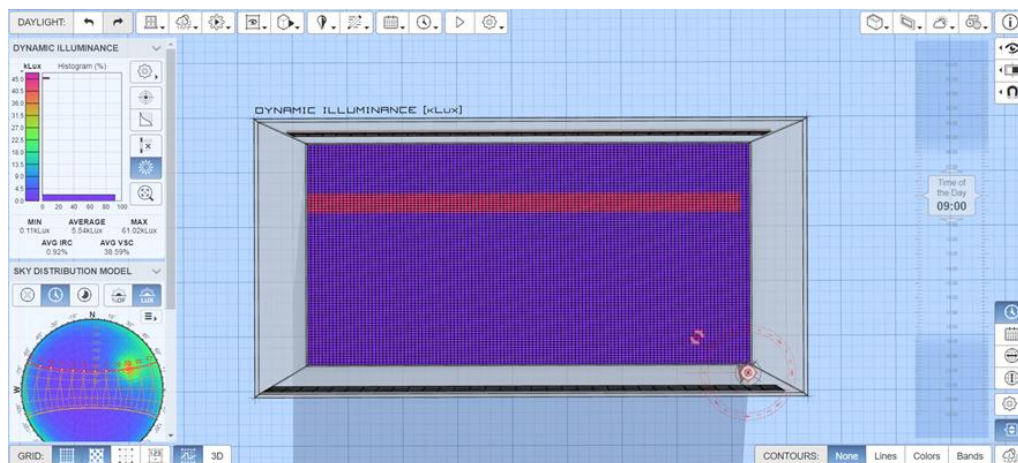 DAYLIGHT:
DYNAMIC ILLUMINANCE
kLux Histogram (%)
45.0
36.0
31.5
27.0
22.5
18.0
13.5
9.0
4.5
0.0
0 20 40 60 80 100
MIN AVERAGE MAX
0.11kLux 5.54kLux 61.02kLux
AVG IRC AVG VSC
0.92% 38.59%
SKY DISTRIBUTION MODEL
%DF LUX
N
W
DYNAMIC ILLUMINANCE [kLux]
Time of
the Day
09:00
GRID: 123 3D
CONTOURS: None Lines Colors Bands